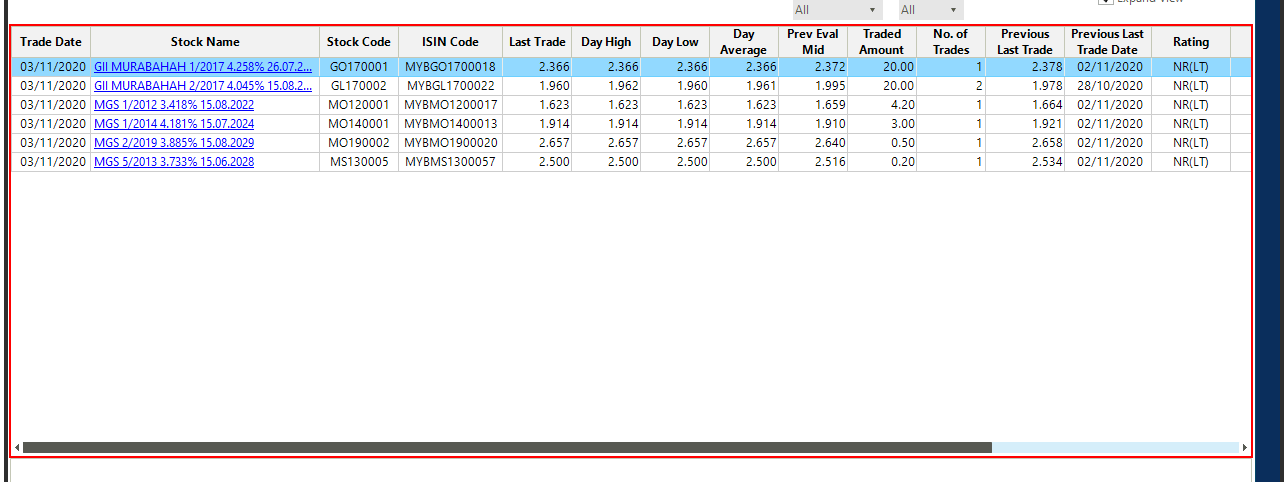 All All Expand View
Trade Date Stock Name Stock Code ISIN Code Last Trade Day High Day Low Day Average Prev Eval Mid Traded Amount No. of Trades Previous Last Trade Previous Last Trade Date Rating
03/11/2020 GII MURABAHAH 1/2017 4.258% 26.07.2... GO170001 MYBGO1700018 2.366 2.366 2.366 2.366 2.372 20.00 1 2.378 02/11/2020 NR(LT)
03/11/2020 GII MURABAHAH 2/2017 4.045% 15.08.2... GL170002 MYBGL1700022 1.960 1.962 1.960 1.961 1.995 20.00 2 1.978 28/10/2020 NR(LT)
03/11/2020 MGS 1/2012 3.418% 15.08.2022 MO120001 MYBMO1200017 1.623 1.623 1.623 1.623 1.659 4.20 1 1.664 02/11/2020 NR(LT)
03/11/2020 MGS 1/2014 4.181% 15.07.2024 MO140001 MYBMO1400013 1.914 1.914 1.914 1.914 1.910 3.00 1 1.921 02/11/2020 NR(LT)
03/11/2020 MGS 2/2019 3.885% 15.08.2029 MO190002 MYBMO1900020 2.657 2.657 2.657 2.657 2.640 0.50 1 2.658 02/11/2020 NR(LT)
03/11/2020 MGS 5/2013 3.733% 15.06.2028 MS130005 MYBMS1300057 2.500 2.500 2.500 2.500 2.516 0.20 1 2.534 02/11/2020 NR(LT)